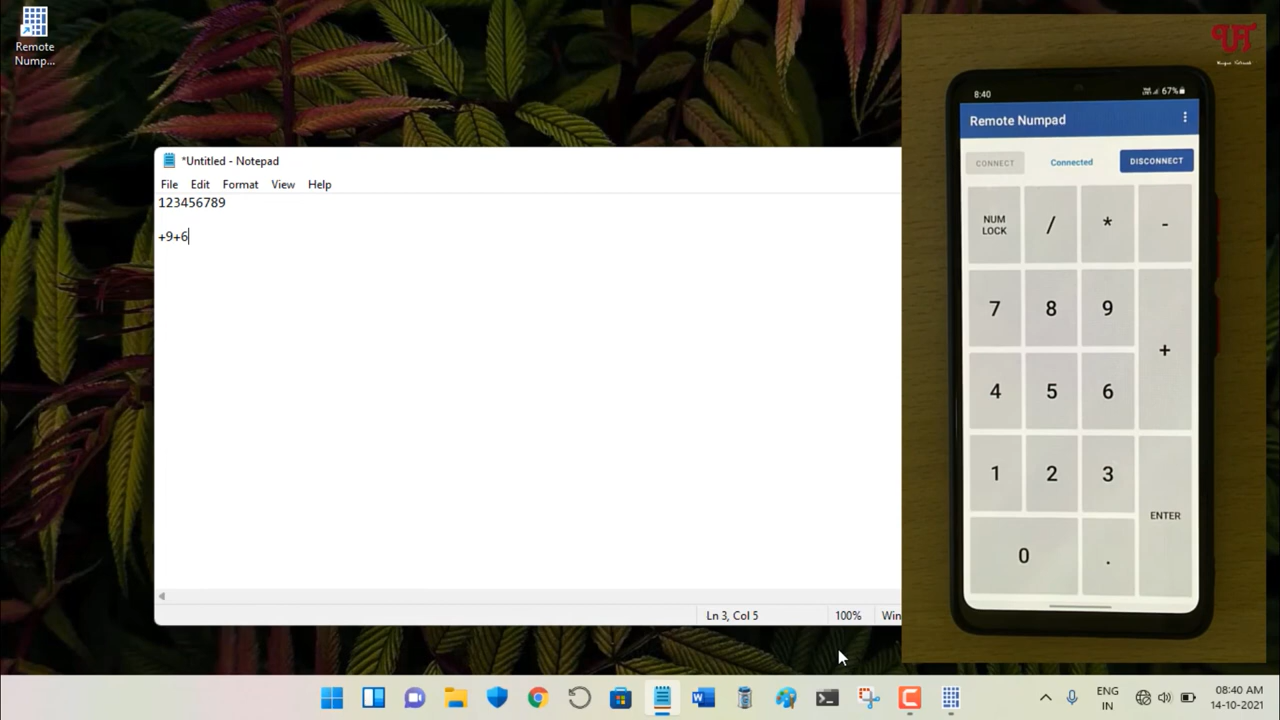 Remote
Nump...
*Untitled - Notepad
File Edit Format View Help
123456789
+9+6
Ln 3, Col 5
100%
Win
ENG
IN
08:40 AM
14-10-2021
8:40
67%
Remote Numpad
CONNECT
Connected
DISCONNECT
NUM
LOCK
/
*
-
7
8
9
+
4
5
6
1
2
3
ENTER
0
.